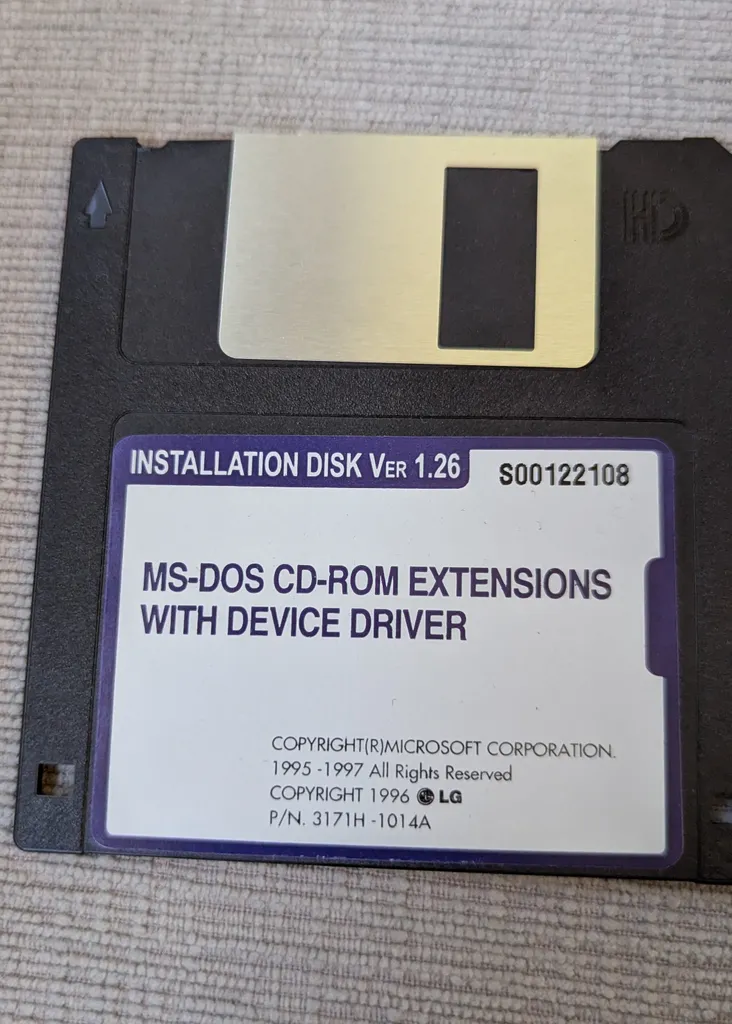 HD
INSTALLATION DISK VER 1.26
S00122108
MS-DOS CD-ROM EXTENSIONS
WITH DEVICE DRIVER
COPYRIGHT(R)MICROSOFT CORPORATION.
1995 -1997 All Rights Reserved
COPYRIGHT 1996 LG
P/N. 3171H -1014A